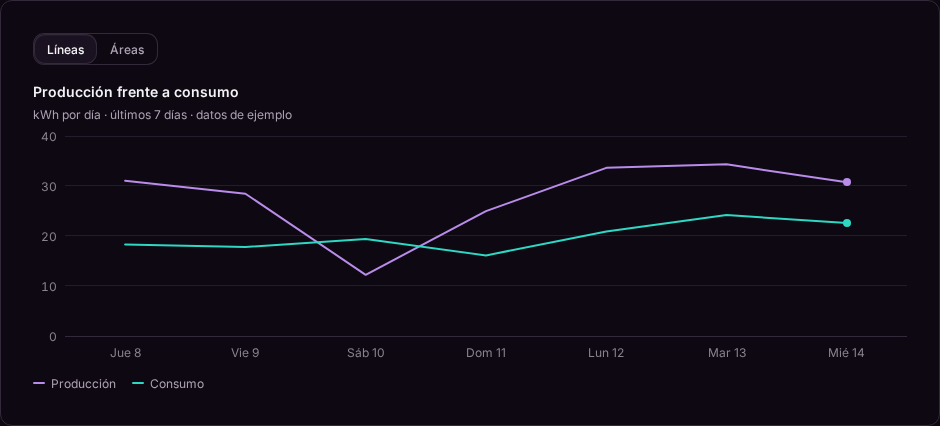 Líneas Áreas
Producción frente a consumo
kWh por día · últimos 7 días · datos de ejemplo
40
30
20
10
0
Jue 8 Vie 9 Sáb 10 Dom 11 Lun 12 Mar 13 Mié 14
Producción Consumo